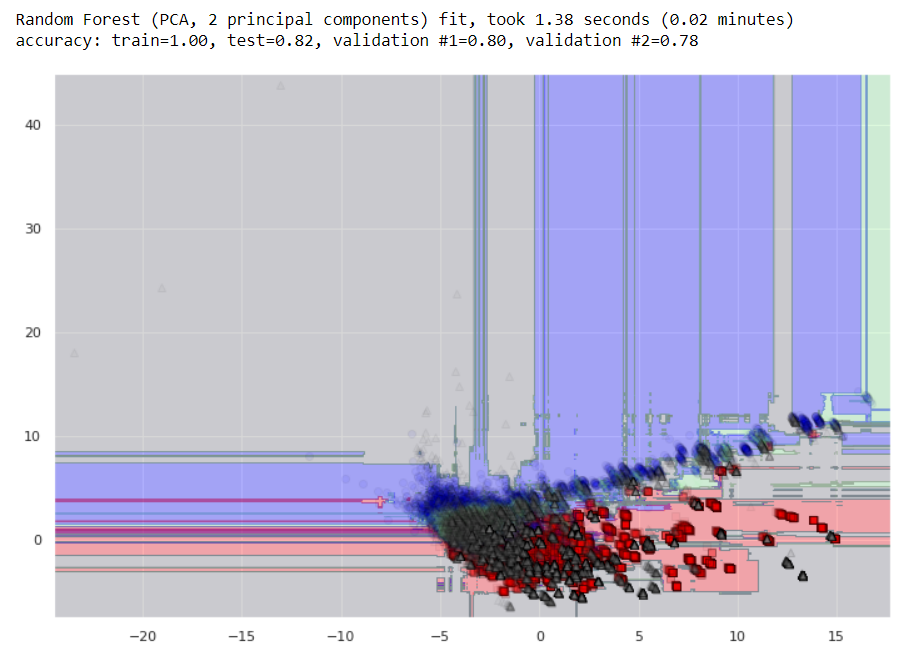 Random Forest (PCA, 2 principal components) fit, took 1.38 seconds (0.02 minutes)
accuracy: train=1.00, test=0.82, validation #1=0.80, validation #2=0.78
40
30
20
10
0
−20 −15 −10 −5 0 5 10 15